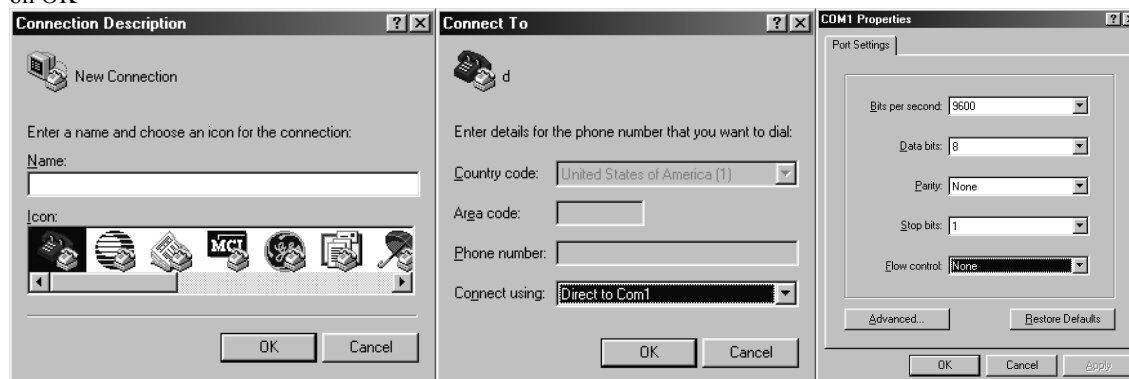 on OK
Connection Description
New Connection
Enter a name and choose an icon for the connection:
Name:
Icon:
MCI
OK Cancel
Connect To
d
Enter details for the phone number that you want to dial:
Country code: United States of America (1)
Area code:
Phone number:
Connect using: Direct to Com1
OK Cancel
COM1 Properties
Port Settings
Bits per second: 9600
Data bits: 8
Parity: None
Stop bits: 1
Flow control: None
Advanced... Restore Defaults
OK Cancel Apply